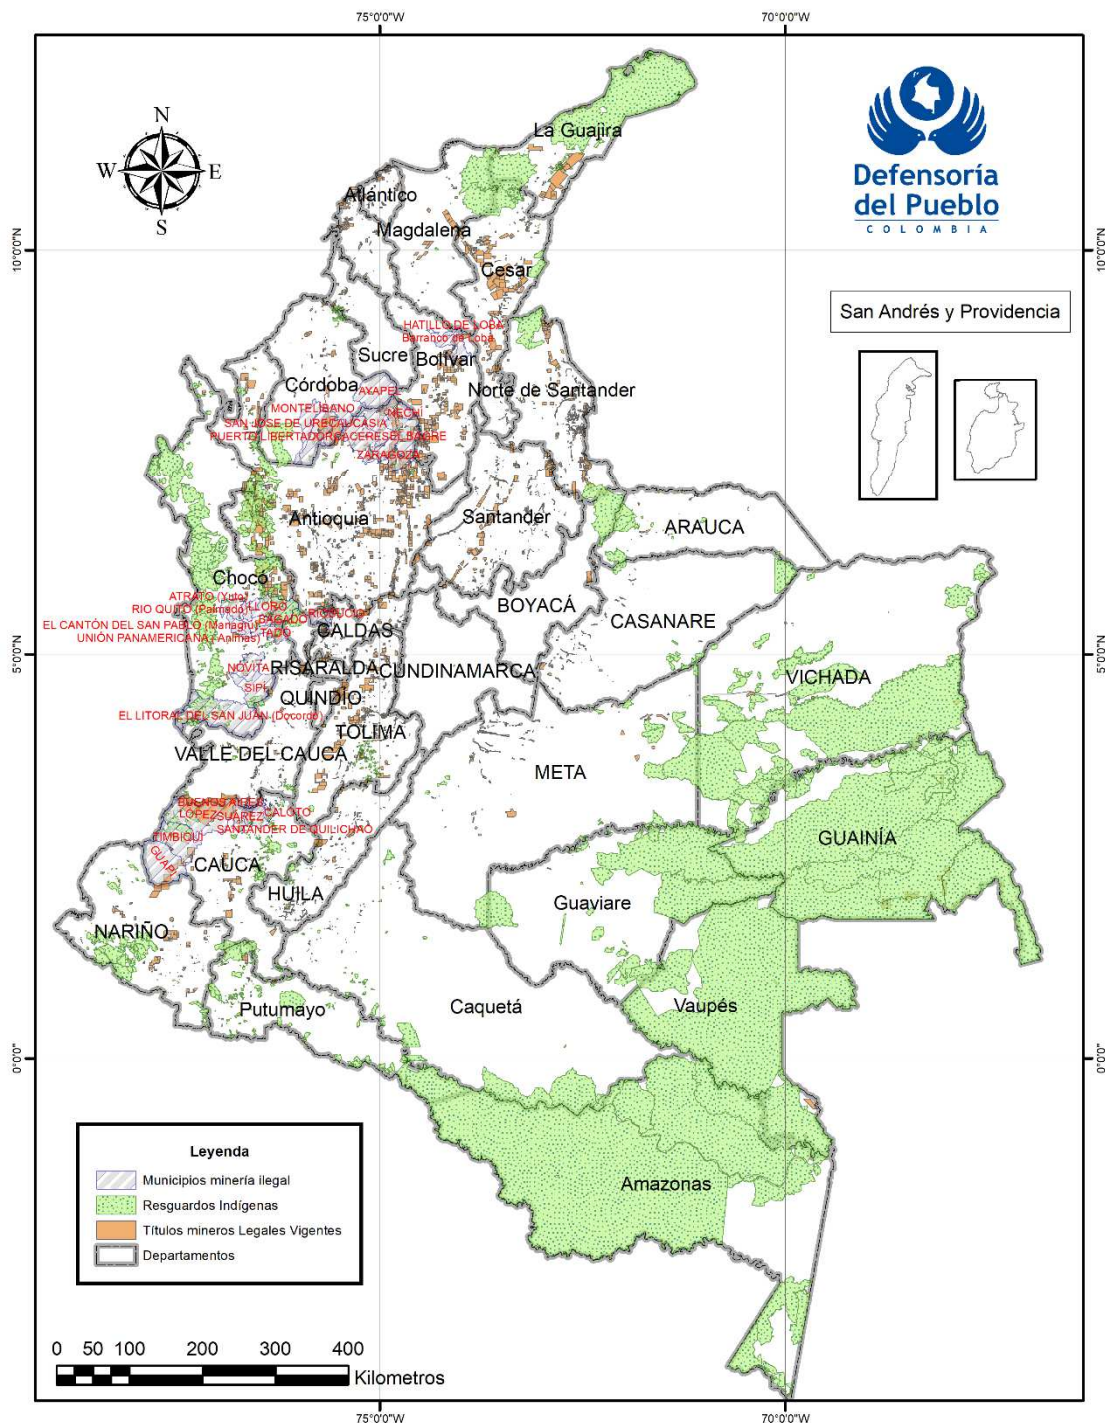 75°0'0"W
70°0'0"W
N
W
E
S
La Guajira
Defensoría
del Pueblo
COLOMBIA
Atlántico
Magdalena
10°0'0"N
10°0'0"N
Cesar
San Andrés y Providencia
HATILLO DE LOBA
Barranco de Loba
Sucre
Bolívar
Córdoba
AYAPEL
Norte de Santander
MONTELIBANO
NECHÍ
SAN JOSE DE URE
CAUCASIA
PUERTO LIBERTADOR
CACERES
EL BAGRE
ZARAGOZA
Antioquia
Santander
ARAUCA
Chocó
ATRATO (Yuto)
LLORO
RIO QUITO (Paimadó)
RIOSUCIO
BAGADÓ
EL CANTÓN DEL SAN PABLO (Managrú)
TADÓ
UNIÓN PANAMERICANA (Animas)
CALDAS
BOYACÁ
CASANARE
5°0'0"N
5°0'0"N
NOVITA
RISARALDA
CUNDINAMARCA
VICHADA
SIPÍ
QUINDIO
EL LITORAL DEL SAN JUAN (Docordó)
TOLIMA
VALLE DEL CAUCA
META
BUENOS AIRES
LÓPEZ
SUAREZ
CALOTO
SANTANDER DE QUILICHAO
TIMBIQUÍ
GUAPI
CAUCA
GUAINÍA
HUILA
Guaviare
NARIÑO
Putumayo
Caquetá
Vaupés
0°0'0"
0°0'0"
Amazonas
Leyenda
Municipios minería ilegal
Resguardos Indígenas
Títulos mineros Legales Vigentes
Departamentos
0 50 100 200 300 400
Kilometros
75°0'0"W
70°0'0"W